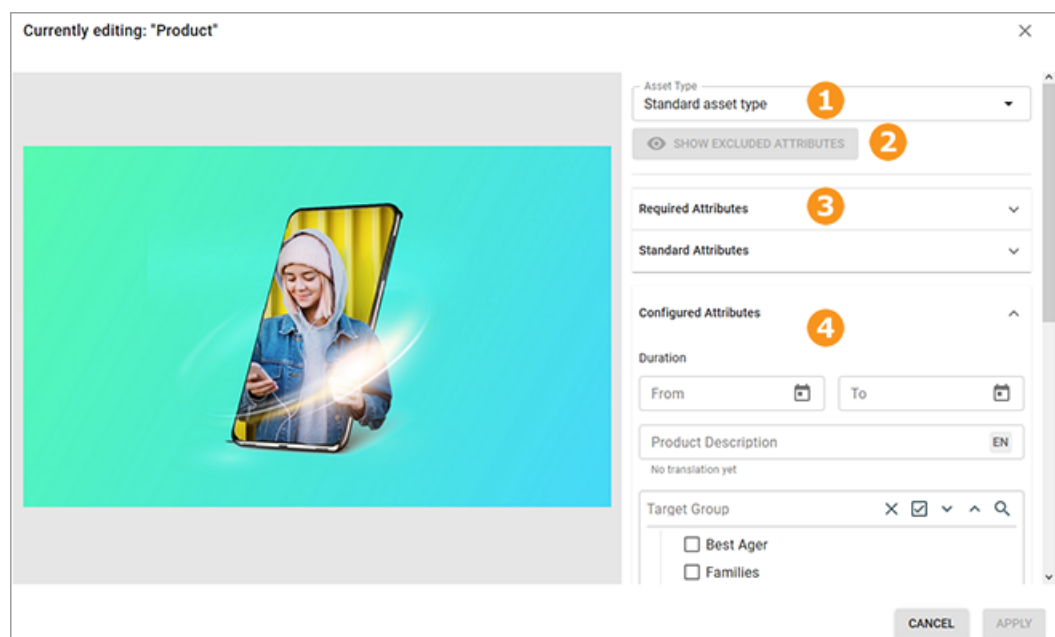 Currently editing: "Product"
Asset Type
Standard asset type
1
SHOW EXCLUDED ATTRIBUTES
2
Required Attributes
3
Standard Attributes
Configured Attributes
4
Duration
From
To
Product Description
EN
No translation yet
Target Group
Best Ager
Families
CANCEL
APPLY